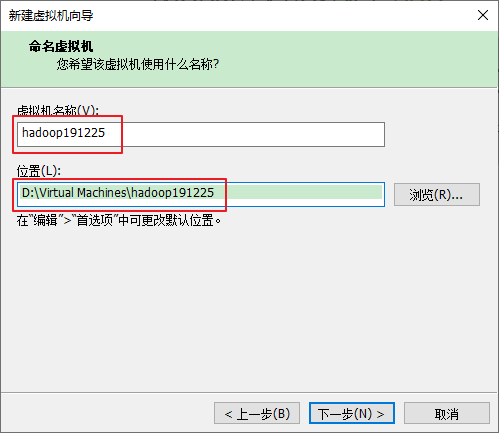 新建虚拟机向导
命名虚拟机
您希望该虚拟机使用什么名称?
虚拟机名称(V):
hadoop191225
位置(L):
D:\Virtual Machines\hadoop191225
浏览(R)...
在“编辑”>“首选项”中可更改默认位置。
< 上一步(B)
下一步(N) >
取消